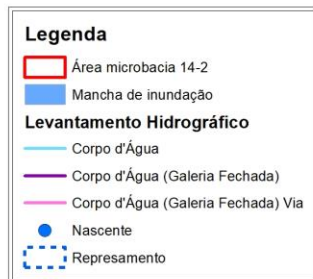 Legenda
Área microbacia 14-2
Mancha de inundação
Levantamento Hidrográfico
Corpo d'Água
Corpo d'Água (Galeria Fechada)
Corpo d'Água (Galeria Fechada) Via
Nascente
Represamento